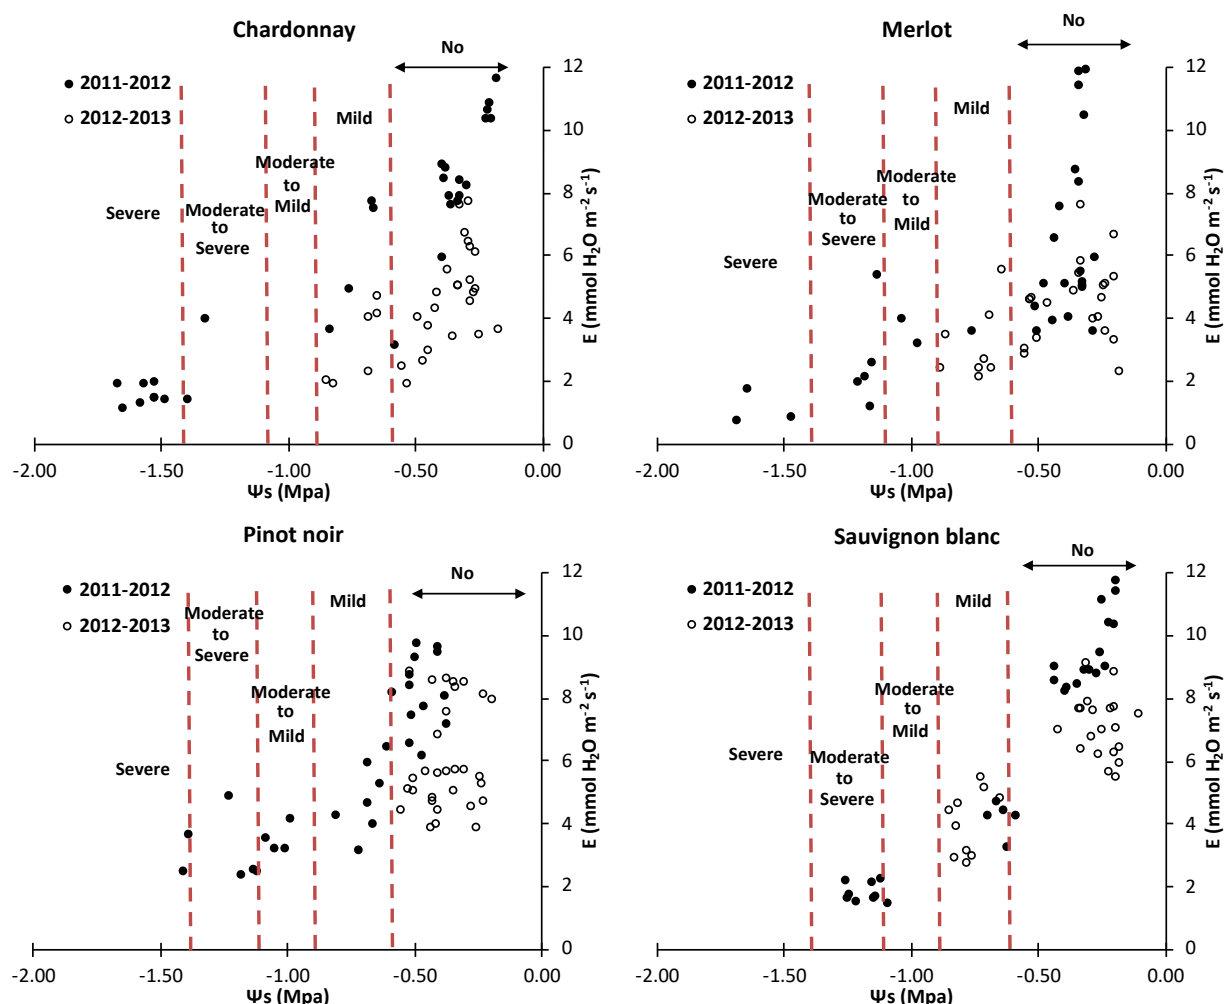 Chardonnay
No
2011-2012
2012-2013
Mild
Moderate
to
Mild
Severe
Moderate
to
Severe
12
10
8
6
4
2
0
E (mmol H₂O m⁻² s⁻¹)
-2.00 -1.50 -1.00 -0.50 0.00
Ψs (Mpa)
Merlot
No
2011-2012
2012-2013
Mild
Moderate
to
Mild
Moderate
to
Severe
Severe
12
10
8
6
4
2
0
E (mmol H₂O m⁻² s⁻¹)
-2.00 -1.50 -1.00 -0.50 0.00
Ψs (Mpa)
Pinot noir
No
2011-2012
2012-2013
Mild
Moderate
to
Severe
Moderate
to
Mild
Severe
12
10
8
6
4
2
0
E (mmol H₂O m⁻² s⁻¹)
-2.00 -1.50 -1.00 -0.50 0.00
Ψs (Mpa)
Sauvignon blanc
No
2011-2012
2012-2013
Mild
Moderate
to
Mild
Severe
Moderate
to
Severe
12
10
8
6
4
2
0
E (mmol H₂O m⁻² s⁻¹)
-2.00 -1.50 -1.00 -0.50 0.00
Ψs (Mpa)